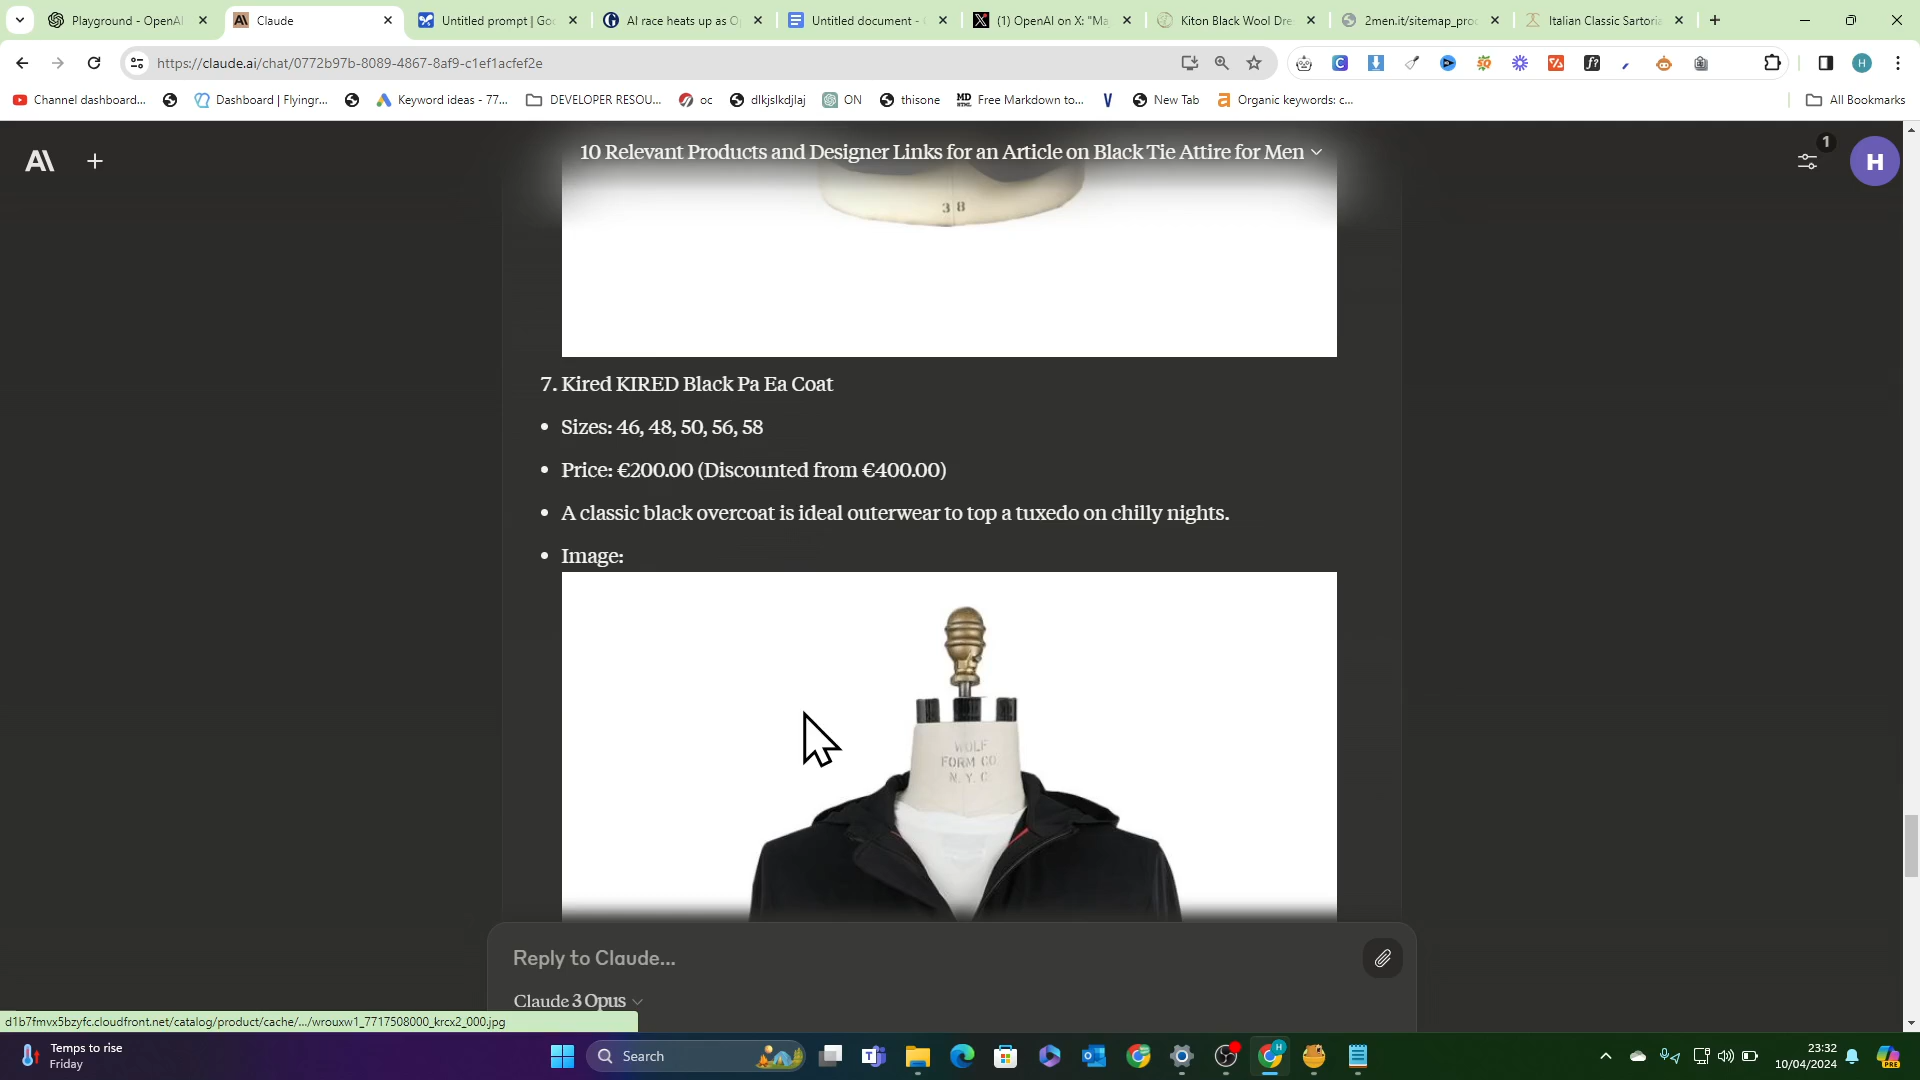 Playground - OpenAI
Claude
Untitled prompt | Goo
AI race heats up as O
Untitled document -
(1) OpenAI on X: "Ma
Kiton Black Wool Dre
2men.it/sitemap_pro
Italian Classic Sartoria
https://claude.ai/chat/0772b97b-8089-4867-8af9-c1ef1acfef2e
H
Channel dashboard...
Dashboard | Flyingr...
Keyword ideas - 77...
DEVELOPER RESOU...
oc
dlkjslkdjlaj
ON
thisone
Free Markdown to...
New Tab
Organic keywords: c...
All Bookmarks
10 Relevant Products and Designer Links for an Article on Black Tie Attire for Men
1
H
3 8
7. Kired KIRED Black Pa Ea Coat
• Sizes: 46, 48, 50, 56, 58
• Price: €200.00 (Discounted from €400.00)
• A classic black overcoat is ideal outerwear to top a tuxedo on chilly nights.
• Image:
WOLF
FORM CO
N.Y.C
Reply to Claude...
Claude 3 Opus
d1b7fmvx5bzyfc.cloudfront.net/catalog/product/cache/.../wrouxw1_7717508000_krcx2_000.jpg
Temps to rise
Friday
Search
23:32
10/04/2024